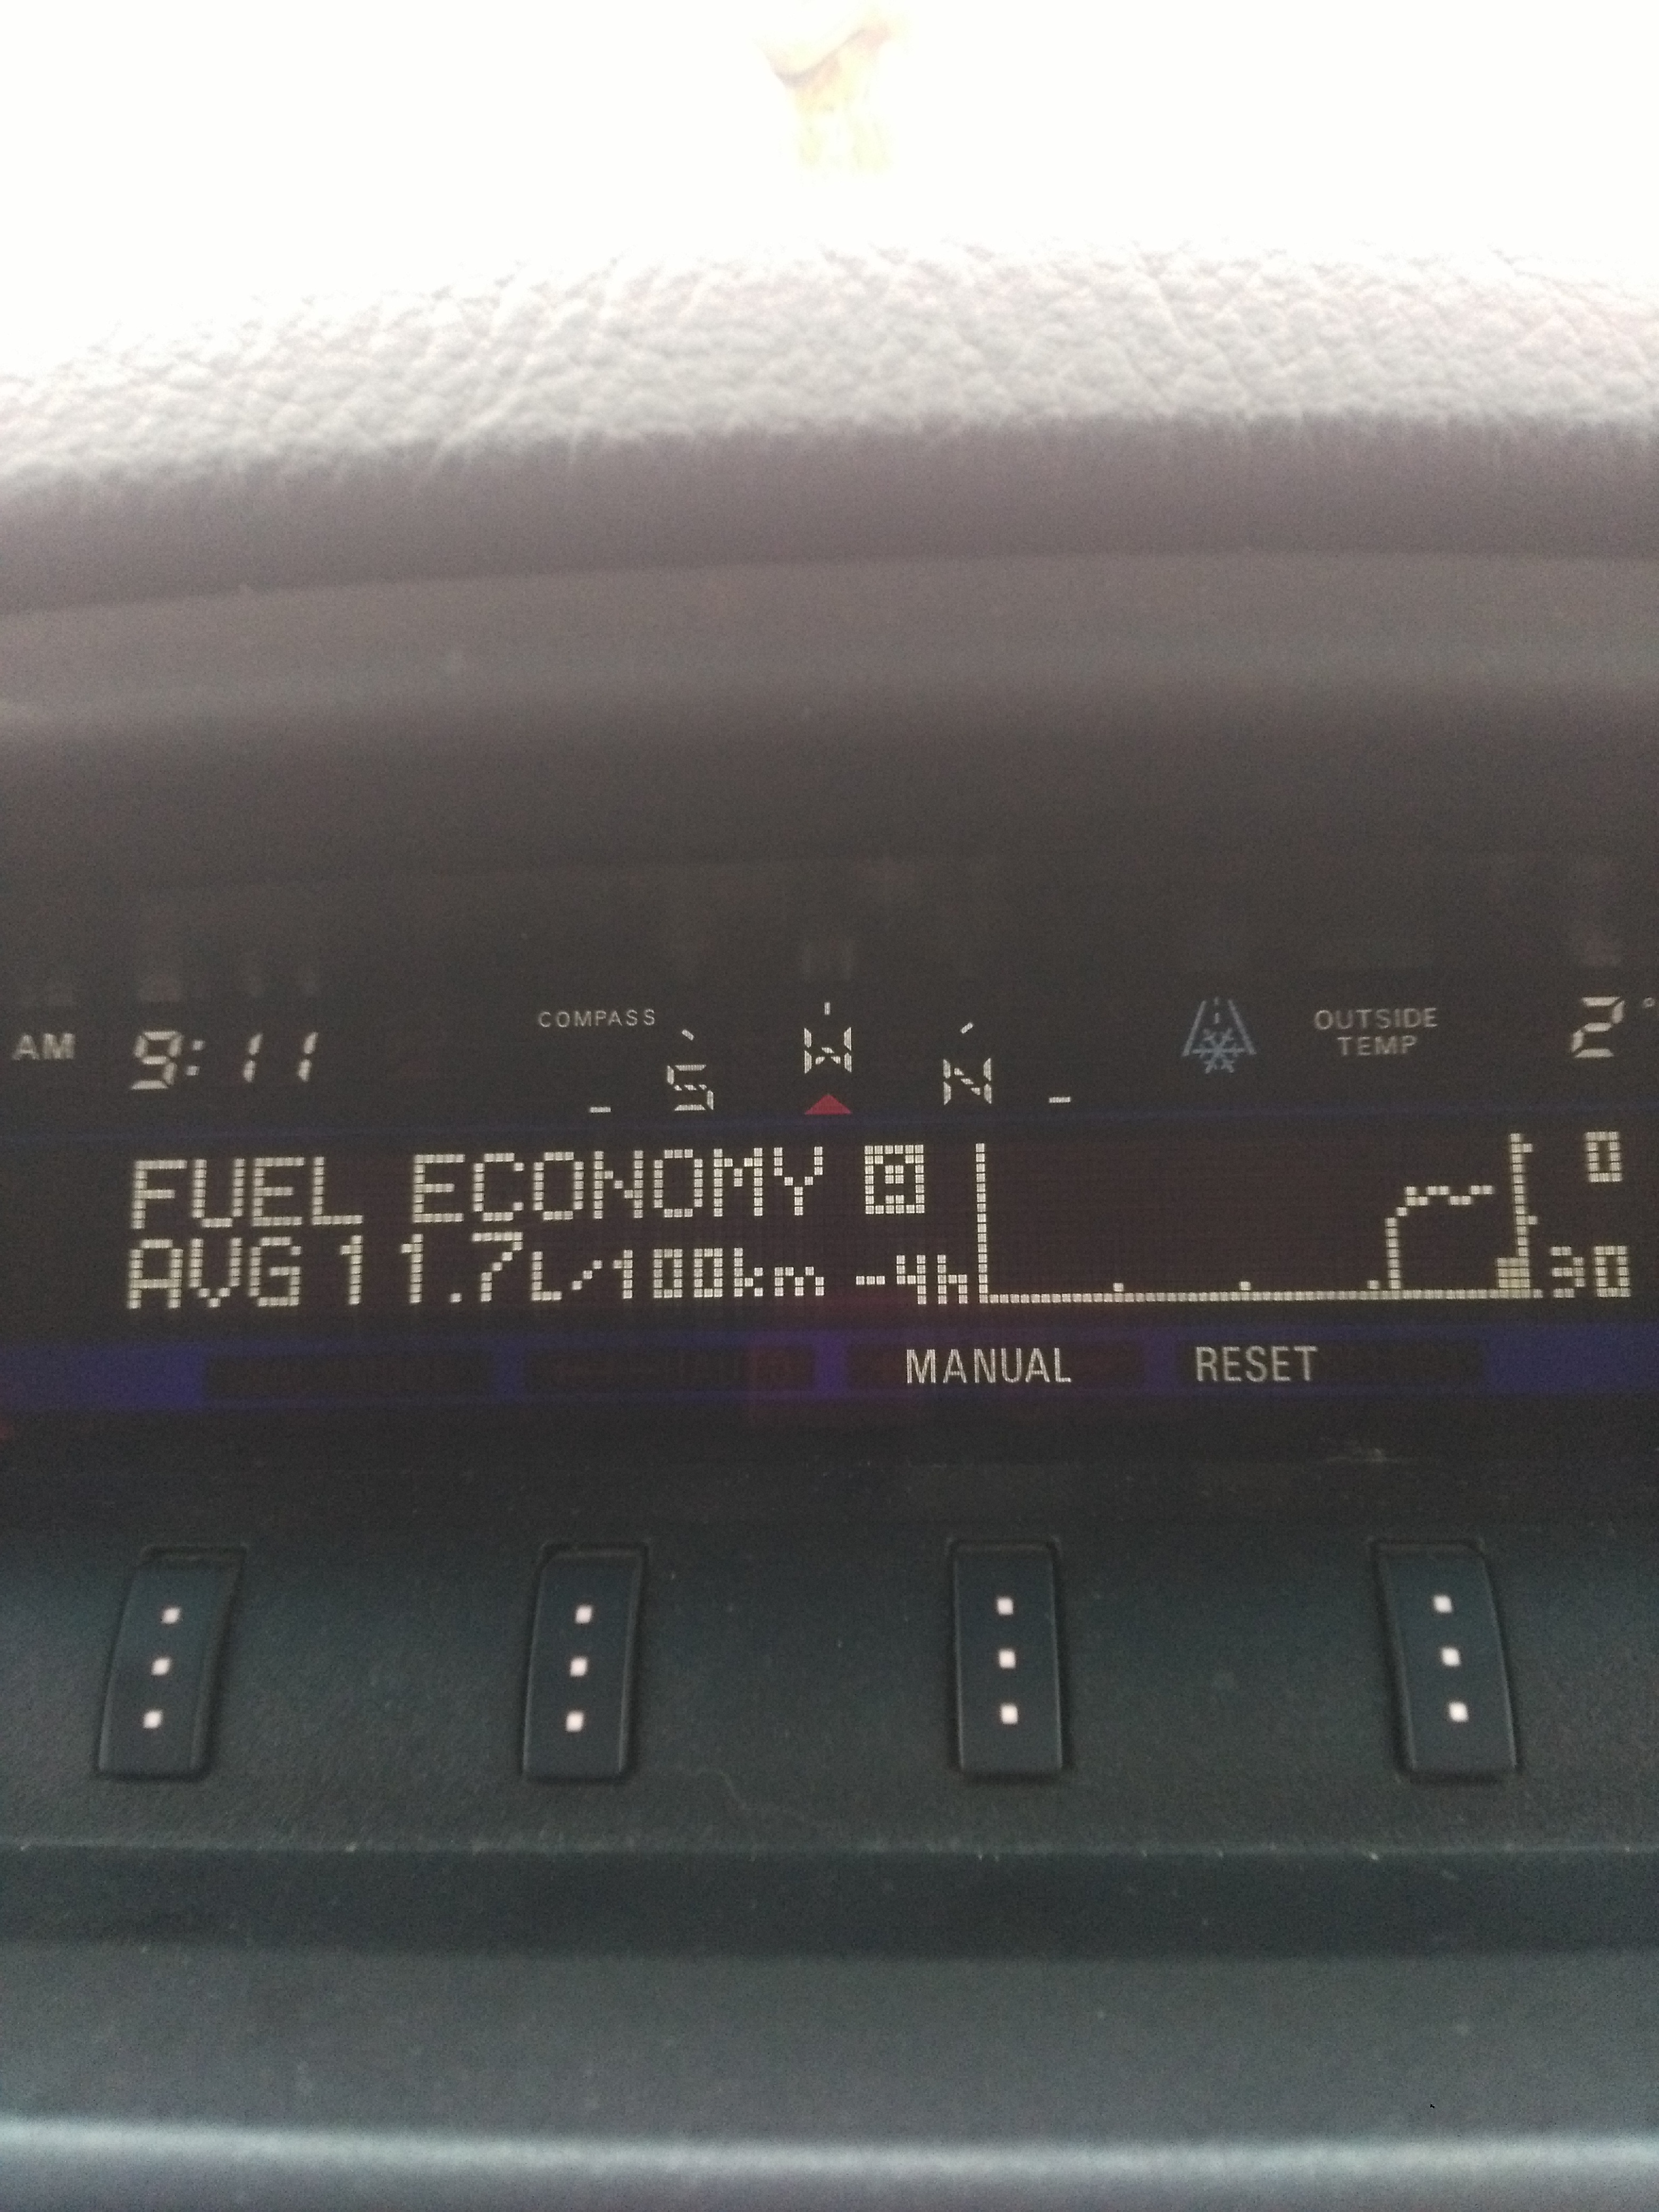 AM 9:11 COMPASS S W N OUTSIDE TEMP 2°
FUEL ECONOMY 0
AVG 11.7L/100km -4h 30
MANUAL RESET